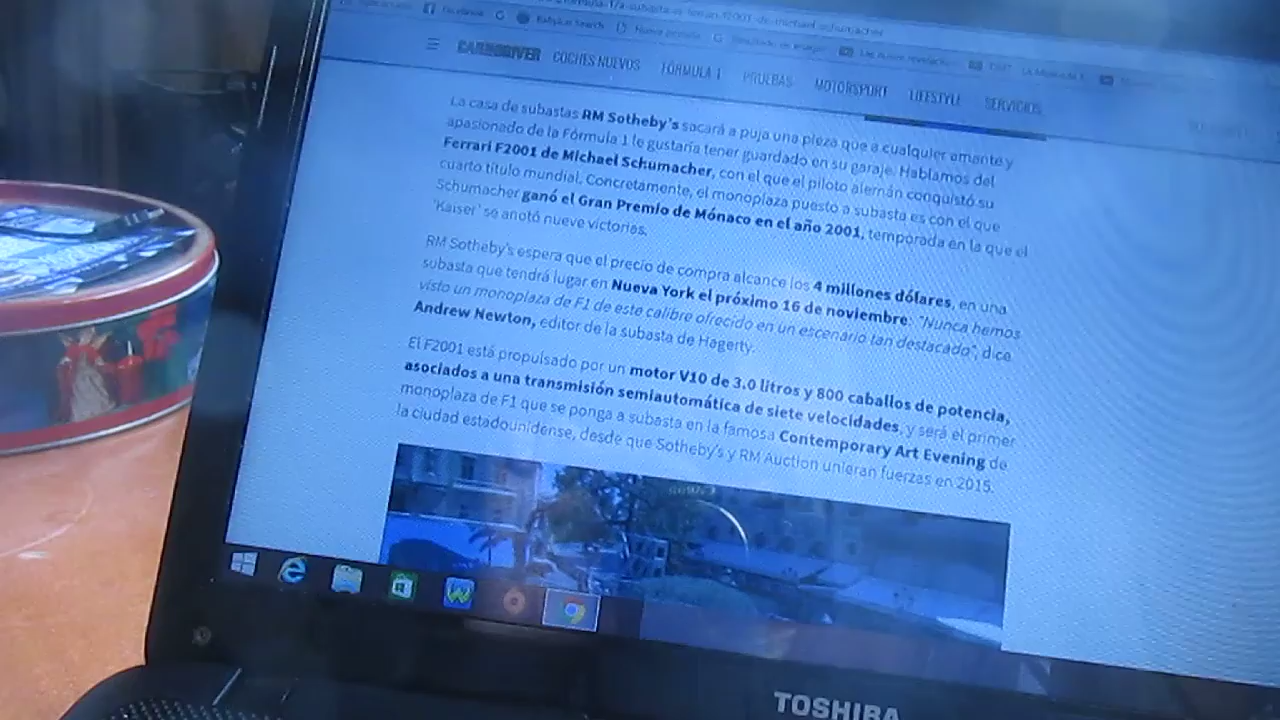 Facebook
CARANDDRIVER COCHES NUEVOS FÓRMULA 1 PRUEBAS MOTORSPORT LIFESTYLE SERVICIOS
La casa de subastas RM Sotheby's sacará a puja una pieza que a cualquier amante y
apasionado de la Fórmula 1 le gustaría tener guardado en su garaje. Hablamos del
Ferrari F2001 de Michael Schumacher, con el que el piloto alemán conquistó su
cuarto título mundial. Concretamente, el monoplaza puesto a subasta es con el que
Schumacher ganó el Gran Premio de Mónaco en el año 2001, temporada en la que el
'Kaiser' se anotó nueve victorias.
RM Sotheby's espera que el precio de compra alcance los 4 millones dólares, en una
subasta que tendrá lugar en Nueva York el próximo 16 de noviembre: "Nunca hemos
visto un monoplaza de F1 de este calibre ofrecido en un escenario tan destacado", dice
Andrew Newton, editor de la subasta de Hagerty.
El F2001 está propulsado por un motor V10 de 3.0 litros y 800 caballos de potencia,
asociados a una transmisión semiautomática de siete velocidades, y será el primer
monoplaza de F1 que se ponga a subasta en la famosa Contemporary Art Evening de
la ciudad estadounidense, desde que Sotheby's y RM Auction unieran fuerzas en 2015.
TOSHIBA